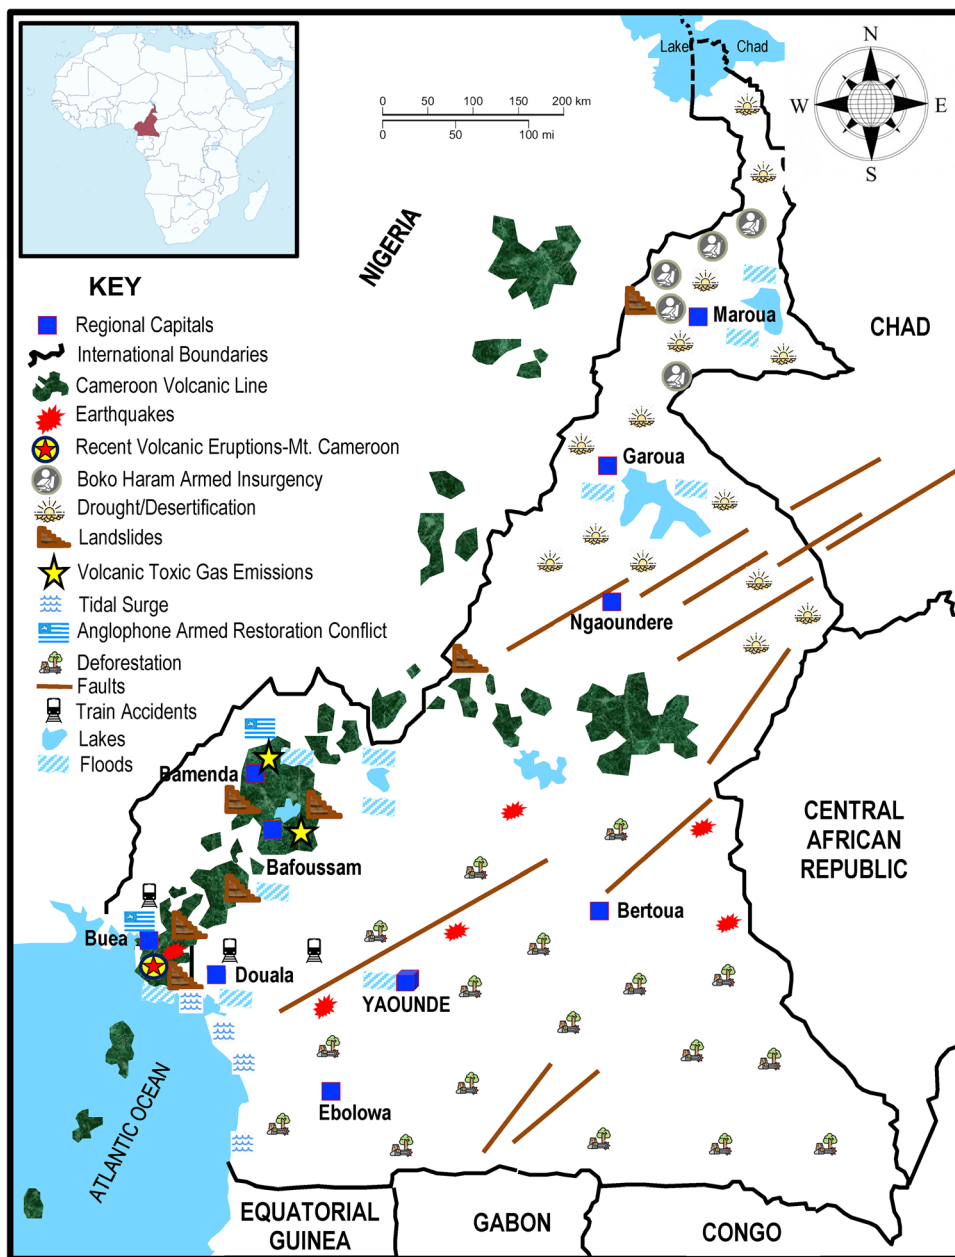 Lake
Chad
N
W
E
S
0 50 100 150 200 km
0 50 100 mi
NIGERIA
CHAD
KEY
Regional Capitals
International Boundaries
Cameroon Volcanic Line
Earthquakes
Recent Volcanic Eruptions-Mt. Cameroon
Boko Haram Armed Insurgency
Drought/Desertification
Landslides
Volcanic Toxic Gas Emissions
Tidal Surge
Anglophone Armed Restoration Conflict
Deforestation
Faults
Train Accidents
Lakes
Floods
Maroua
Garoua
Ngaoundere
Bamenda
Bafoussam
CENTRAL
AFRICAN
REPUBLIC
Bertoua
Buea
Douala
YAOUNDE
Ebolowa
ATLANTIC OCEAN
EQUATORIAL
GUINEA
GABON
CONGO